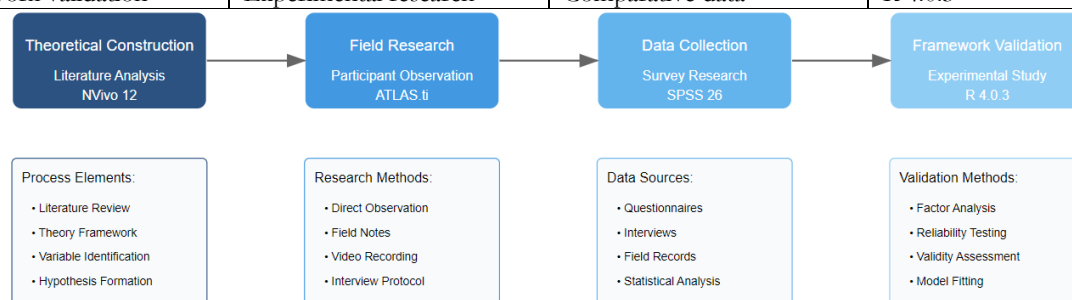 Experimental research
Theoretical Construction
Literature Analysis
NVivo 12
Field Research
Participant Observation
ATLAS.ti
Data Collection
Survey Research
SPSS 26
Framework Validation
Experimental Study
R 4.0.3
Process Elements:
• Literature Review
• Theory Framework
• Variable Identification
• Hypothesis Formation
Research Methods:
• Direct Observation
• Field Notes
• Video Recording
• Interview Protocol
Data Sources:
• Questionnaires
• Interviews
• Field Records
• Statistical Analysis
Validation Methods:
• Factor Analysis
• Reliability Testing
• Validity Assessment
• Model Fitting